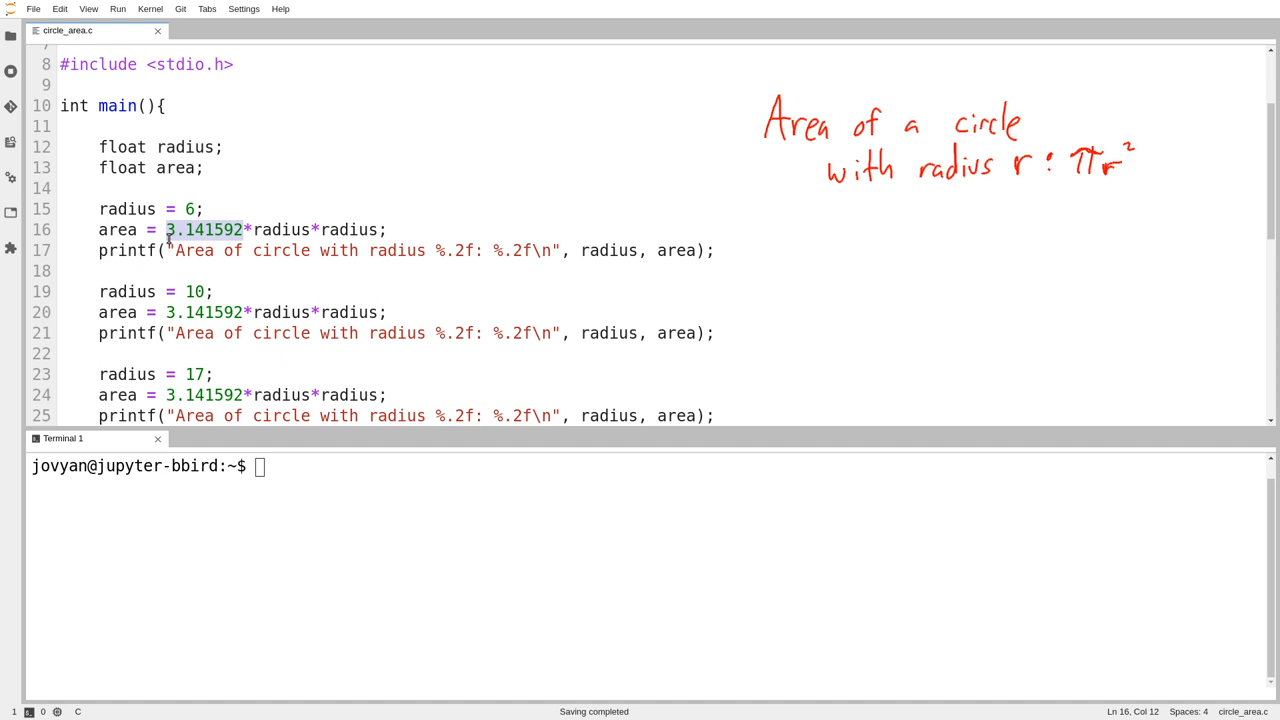 File Edit View Run Kernel Git Tabs Settings Help
circle_area.c
7
8 #include <stdio.h>
9
10 int main(){
11
12 float radius;
13 float area;
14
15 radius = 6;
16 area = 3.141592*radius*radius;
17 printf("Area of circle with radius %.2f: %.2f\n", radius, area);
18
19 radius = 10;
20 area = 3.141592*radius*radius;
21 printf("Area of circle with radius %.2f: %.2f\n", radius, area);
22
23 radius = 17;
24 area = 3.141592*radius*radius;
25 printf("Area of circle with radius %.2f: %.2f\n", radius, area);
Area of a circle
with radius r : πr²
Terminal 1
jovyan@jupyter-bbird:~$
1 0 C Saving completed Ln 16, Col 12 Spaces: 4 circle_area.c